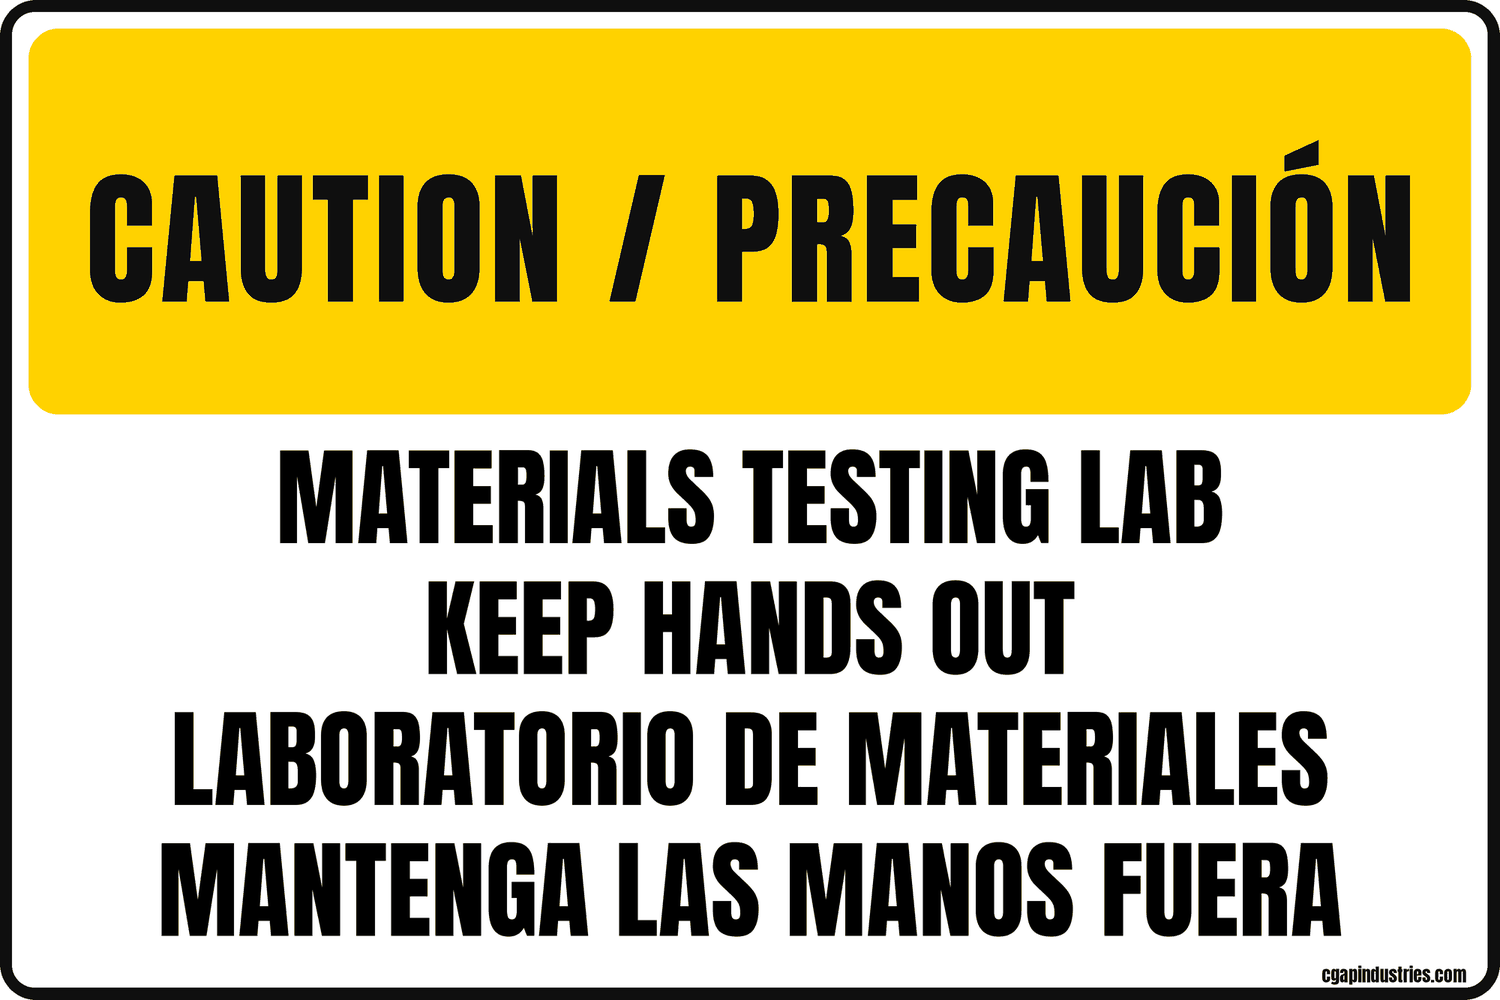 CAUTION / PRECAUCIÓN
MATERIALS TESTING LAB
KEEP HANDS OUT
LABORATORIO DE MATERIALES
MANTENGA LAS MANOS FUERA
cgapindustries.com